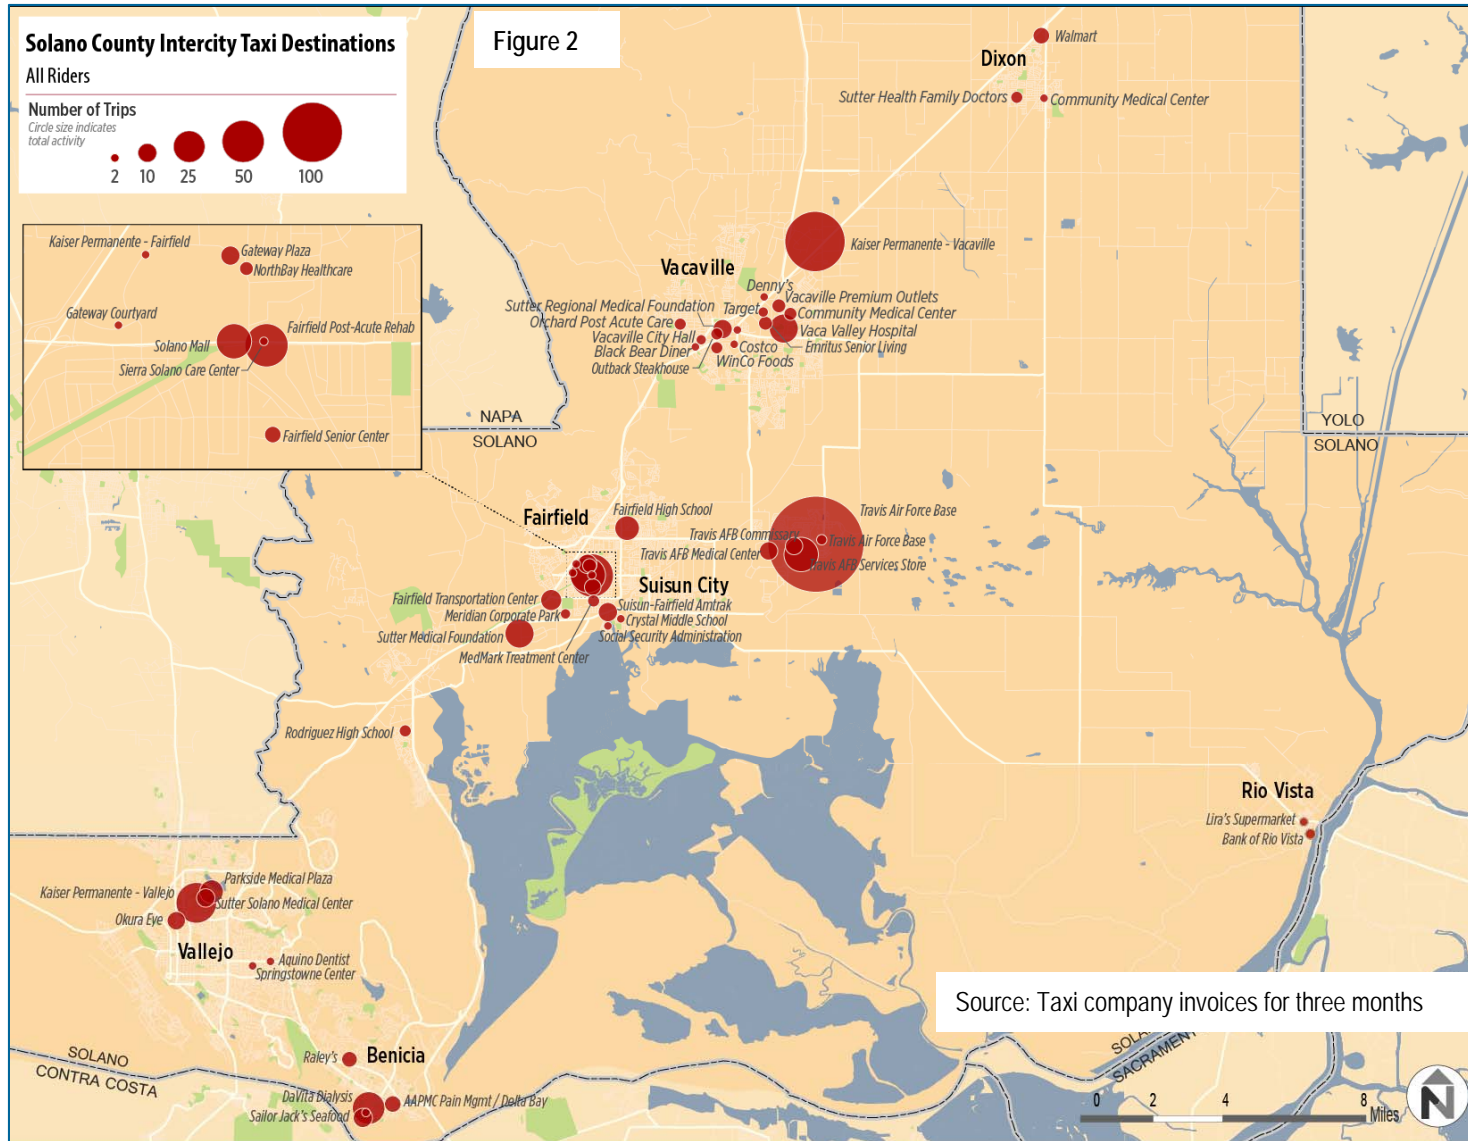 Solano County Intercity Taxi Destinations
All Riders
Number of Trips
Circle size indicates
total activity
2 10 25 50 100
Figure 2
Dixon
Walmart
Sutter Health Family Doctors
Community Medical Center
Kaiser Permanente - Fairfield
Gateway Plaza
NorthBay Healthcare
Gateway Courtyard
Fairfield Post-Acute Rehab
Solano Mall
Sierra Solano Care Center
Fairfield Senior Center
NAPA
SOLANO
YOLO
SOLANO
Kaiser Permanente - Vacaville
Vacaville
Denny's
Vacaville Premium Outlets
Sutter Regional Medical Foundation
Target
Community Medical Center
Orchard Post Acute Care
Vaca Valley Hospital
Vacaville City Hall
Emritus Senior Living
Black Bear Diner
Costco
Outback Steakhouse
WinCo Foods
Fairfield
Fairfield High School
Travis Air Force Base
Travis AFB Commissary
Travis Air Force Base
Travis AFB Medical Center
Travis AFB Services Store
Suisun City
Fairfield Transportation Center
Suisun-Fairfield Amtrak
Meridian Corporate Park
Crystal Middle School
Sutter Medical Foundation
Social Security Administration
MedMark Treatment Center
Rodriguez High School
Rio Vista
Lira's Supermarket
Bank of Rio Vista
Parkside Medical Plaza
Kaiser Permanente - Vallejo
Sutter Solano Medical Center
Okura Eye
Vallejo
Aquino Dentist
Springstowne Center
Source: Taxi company invoices for three months
SOLANO
CONTRA COSTA
Raley's
Benicia
DaVita Dialysis
AAPMC Pain Mgmt / Delta Bay
Sailor Jack's Seafood
SOLA
SACRAMENT
0 2 4 8
Miles
N